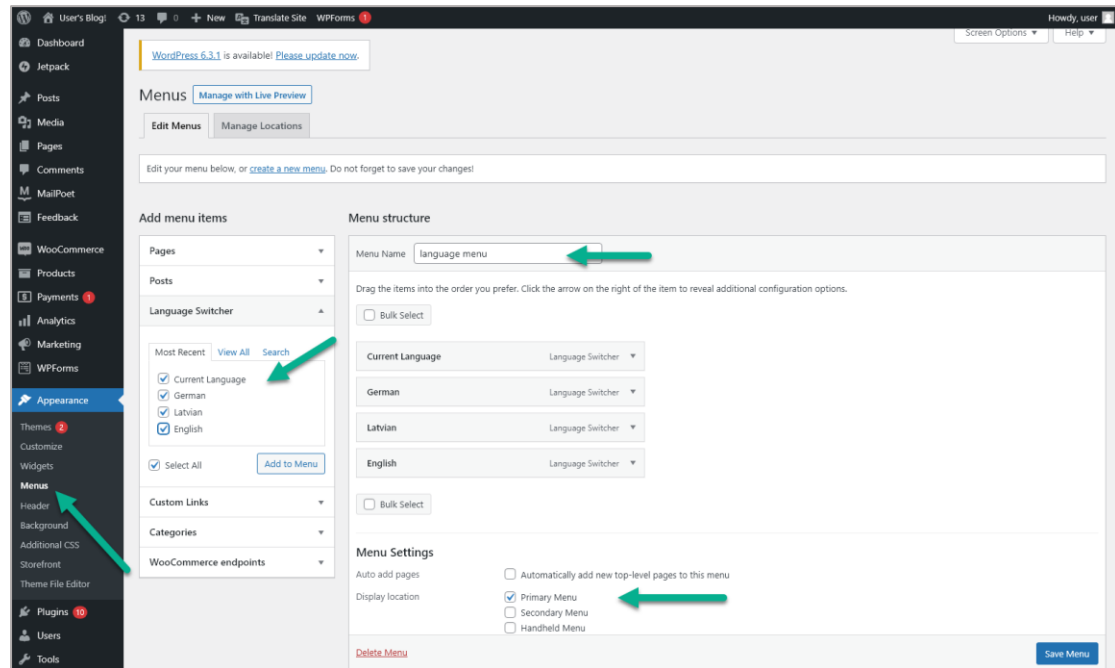 User's Blog! 13 0 New Translate Site WPForms 1 Howdy, user
Dashboard
Jetpack
Posts
Media
Pages
Comments
MailPoet
Feedback
WooCommerce
Products
Payments 1
Analytics
Marketing
WPForms
Appearance
Themes 2
Customize
Widgets
Menus
Header
Background
Additional CSS
Storefront
Theme File Editor
Plugins 10
Users
Tools
Screen Options Help
WordPress 6.3.1 is available! Please update now.
Menus Manage with Live Preview
Edit Menus Manage Locations
Edit your menu below, or create a new menu. Do not forget to save your changes!
Add menu items
Pages
Posts
Language Switcher
Most Recent View All Search
Current Language
German
Latvian
English
Select All Add to Menu
Custom Links
Categories
WooCommerce endpoints
Menu structure
Menu Name language menu
Drag the items into the order you prefer. Click the arrow on the right of the item to reveal additional configuration options.
Bulk Select
Current Language Language Switcher
German Language Switcher
Latvian Language Switcher
English Language Switcher
Bulk Select
Menu Settings
Auto add pages Automatically add new top-level pages to this menu
Display location Primary Menu
Secondary Menu
Handheld Menu
Delete Menu Save Menu